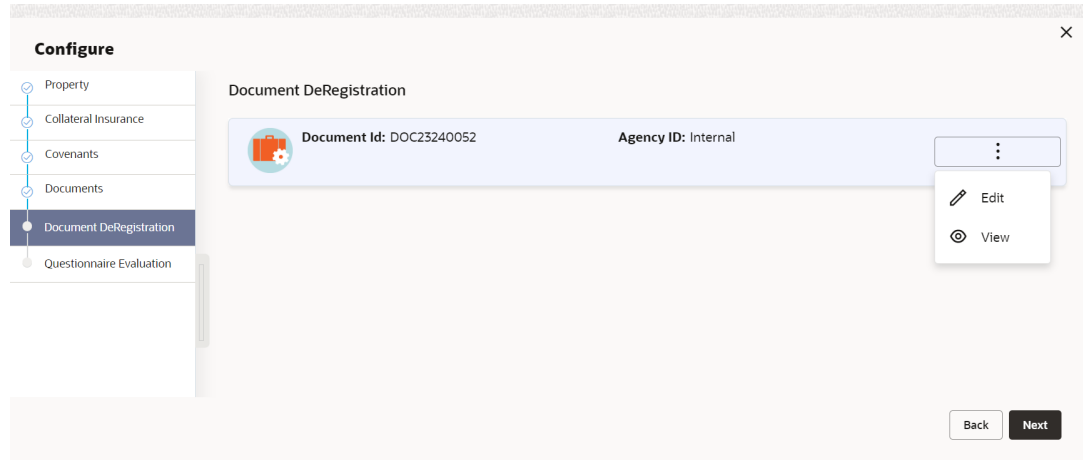 Configure
Property
Collateral Insurance
Covenants
Documents
Document DeRegistration
Questionnaire Evaluation
Document DeRegistration
Document Id: DOC23240052 Agency ID: Internal
Edit
View
Back Next